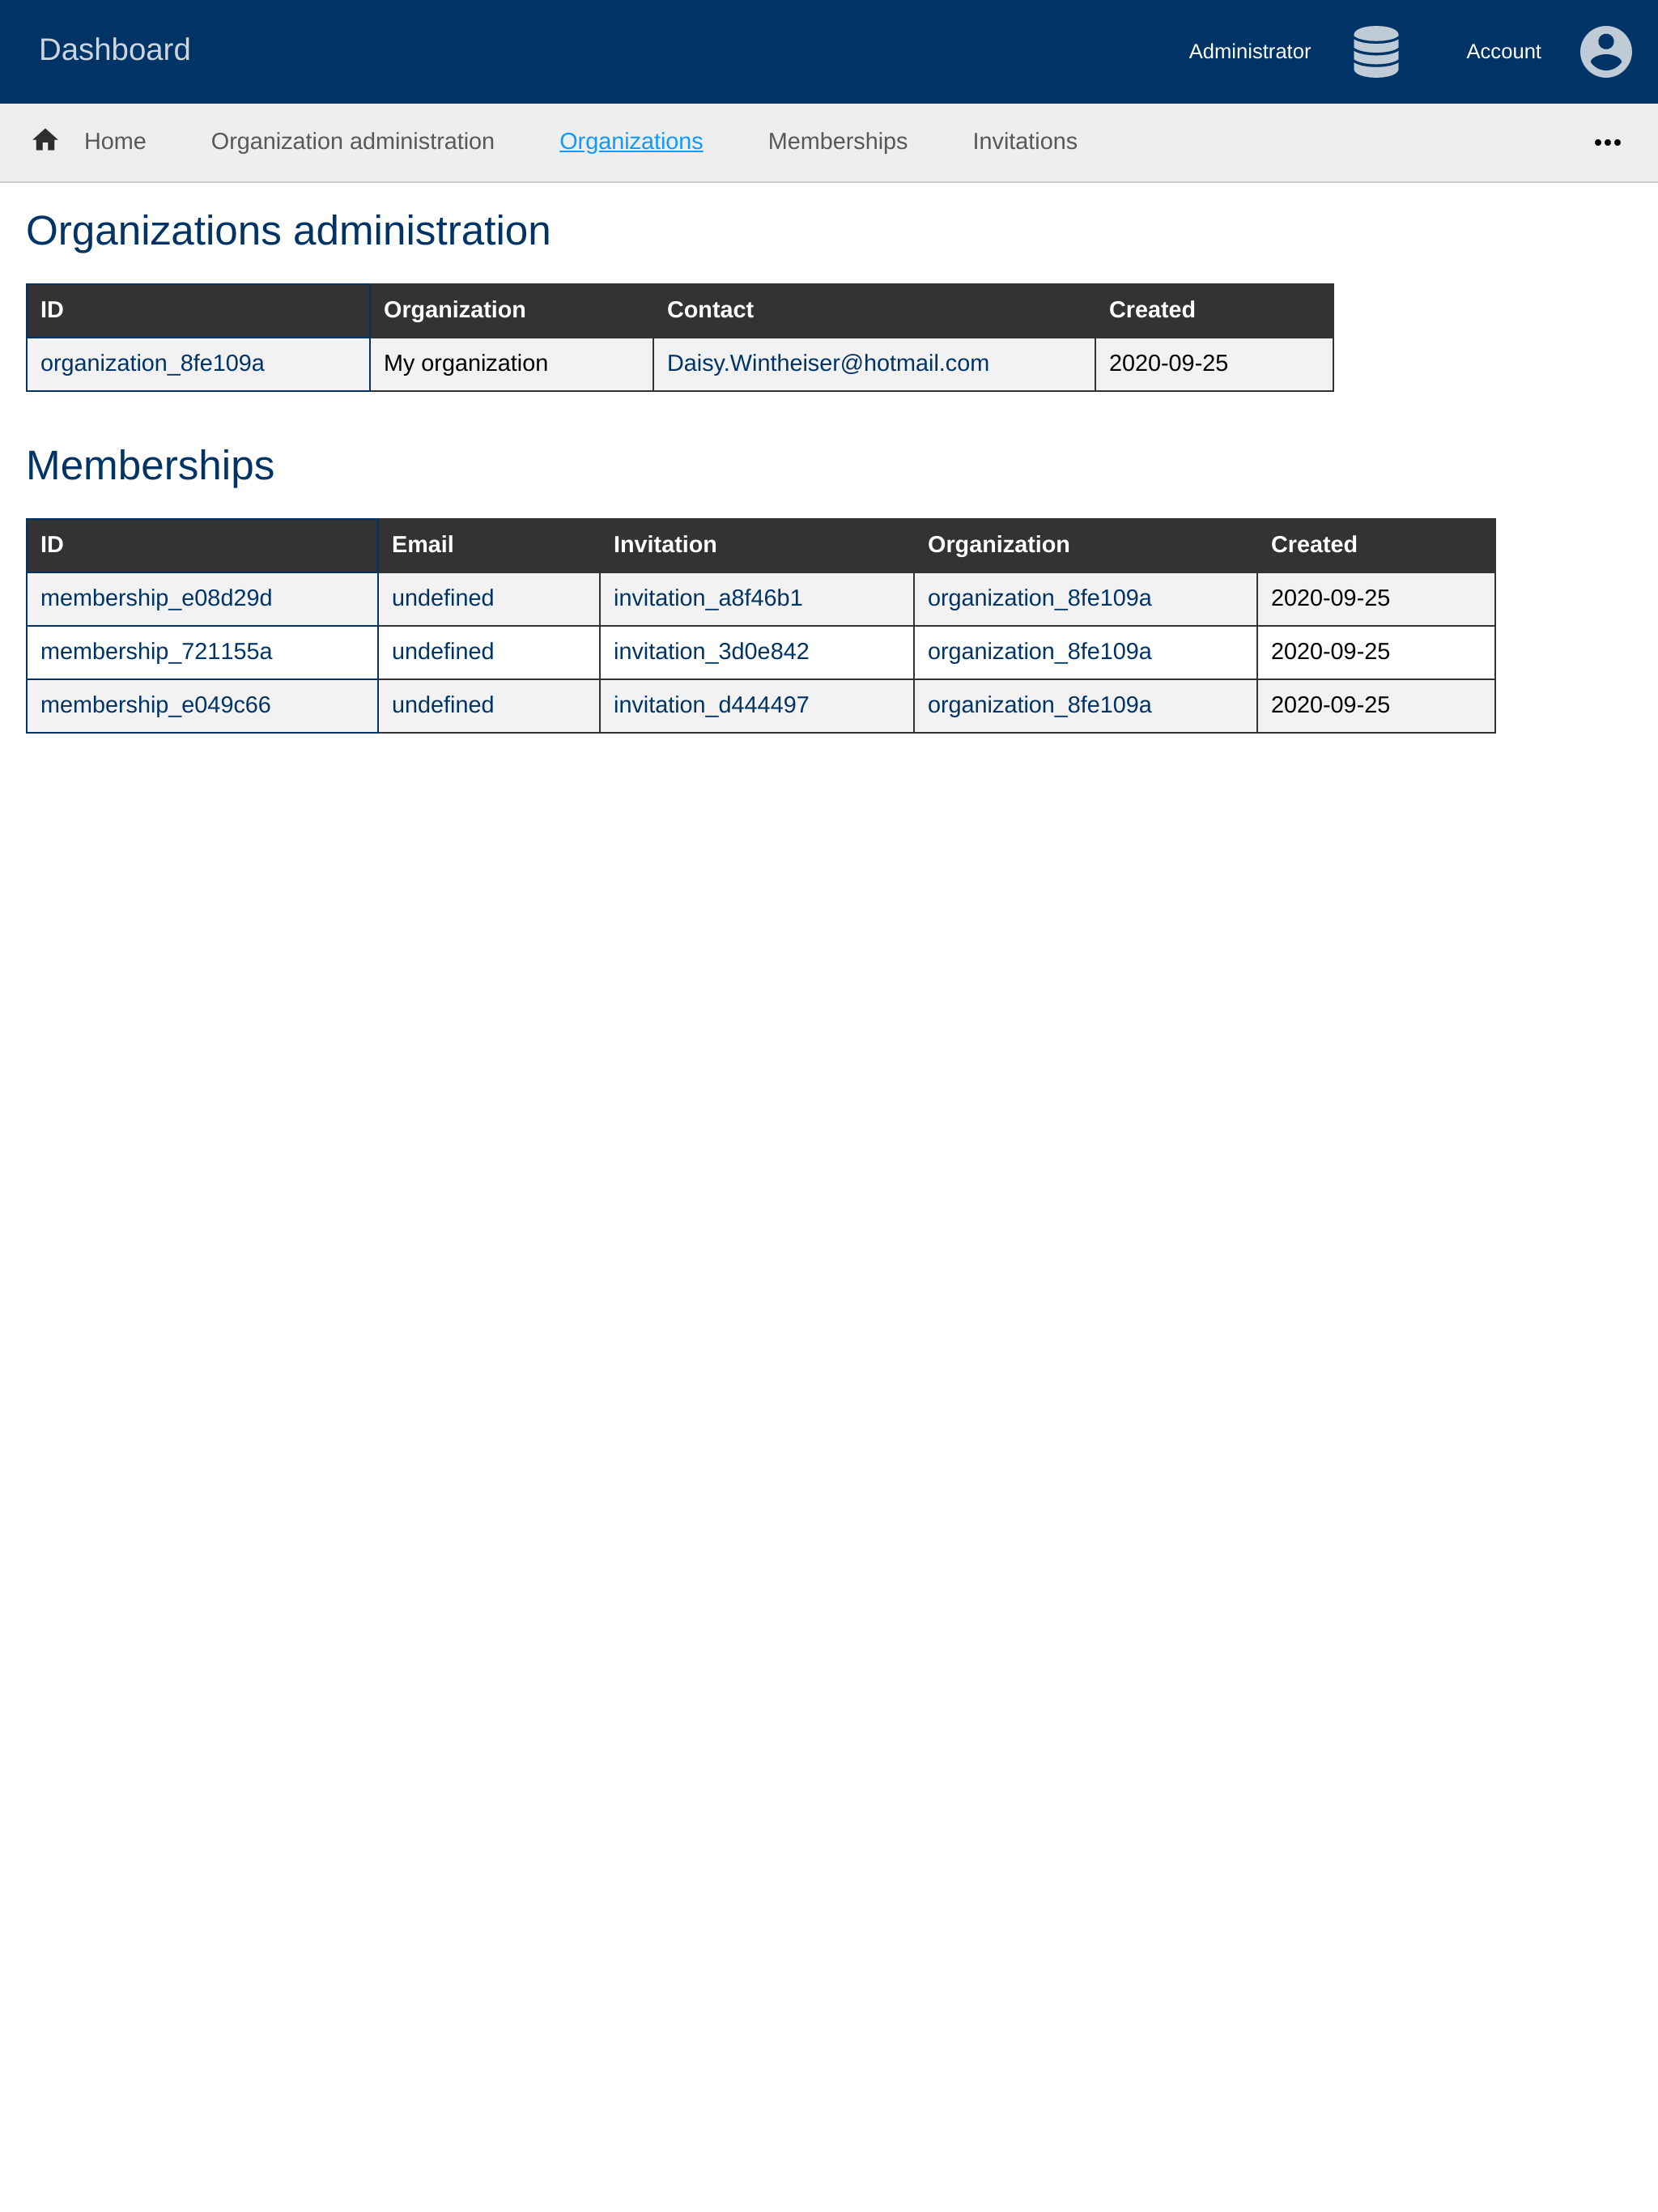 Dashboard Administrator Account
Home Organization administration Organizations Memberships Invitations
Organizations administration
ID Organization Contact Created
organization_8fe109a My organization Daisy.Wintheiser@hotmail.com 2020-09-25
Memberships
ID Email Invitation Organization Created
membership_e08d29d undefined invitation_a8f46b1 organization_8fe109a 2020-09-25
membership_721155a undefined invitation_3d0e842 organization_8fe109a 2020-09-25
membership_e049c66 undefined invitation_d444497 organization_8fe109a 2020-09-25